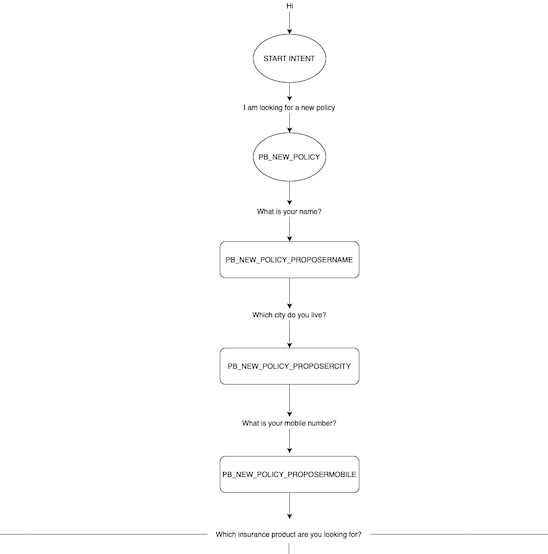 Hi
START INTENT
I am looking for a new policy
PB_NEW_POLICY
What is your name?
PB_NEW_POLICY_PROPOSERNAME
Which city do you live?
PB_NEW_POLICY_PROPOSERCITY
What is your mobile number?
PB_NEW_POLICY_PROPOSERMOBILE
Which insurance product are you looking for?